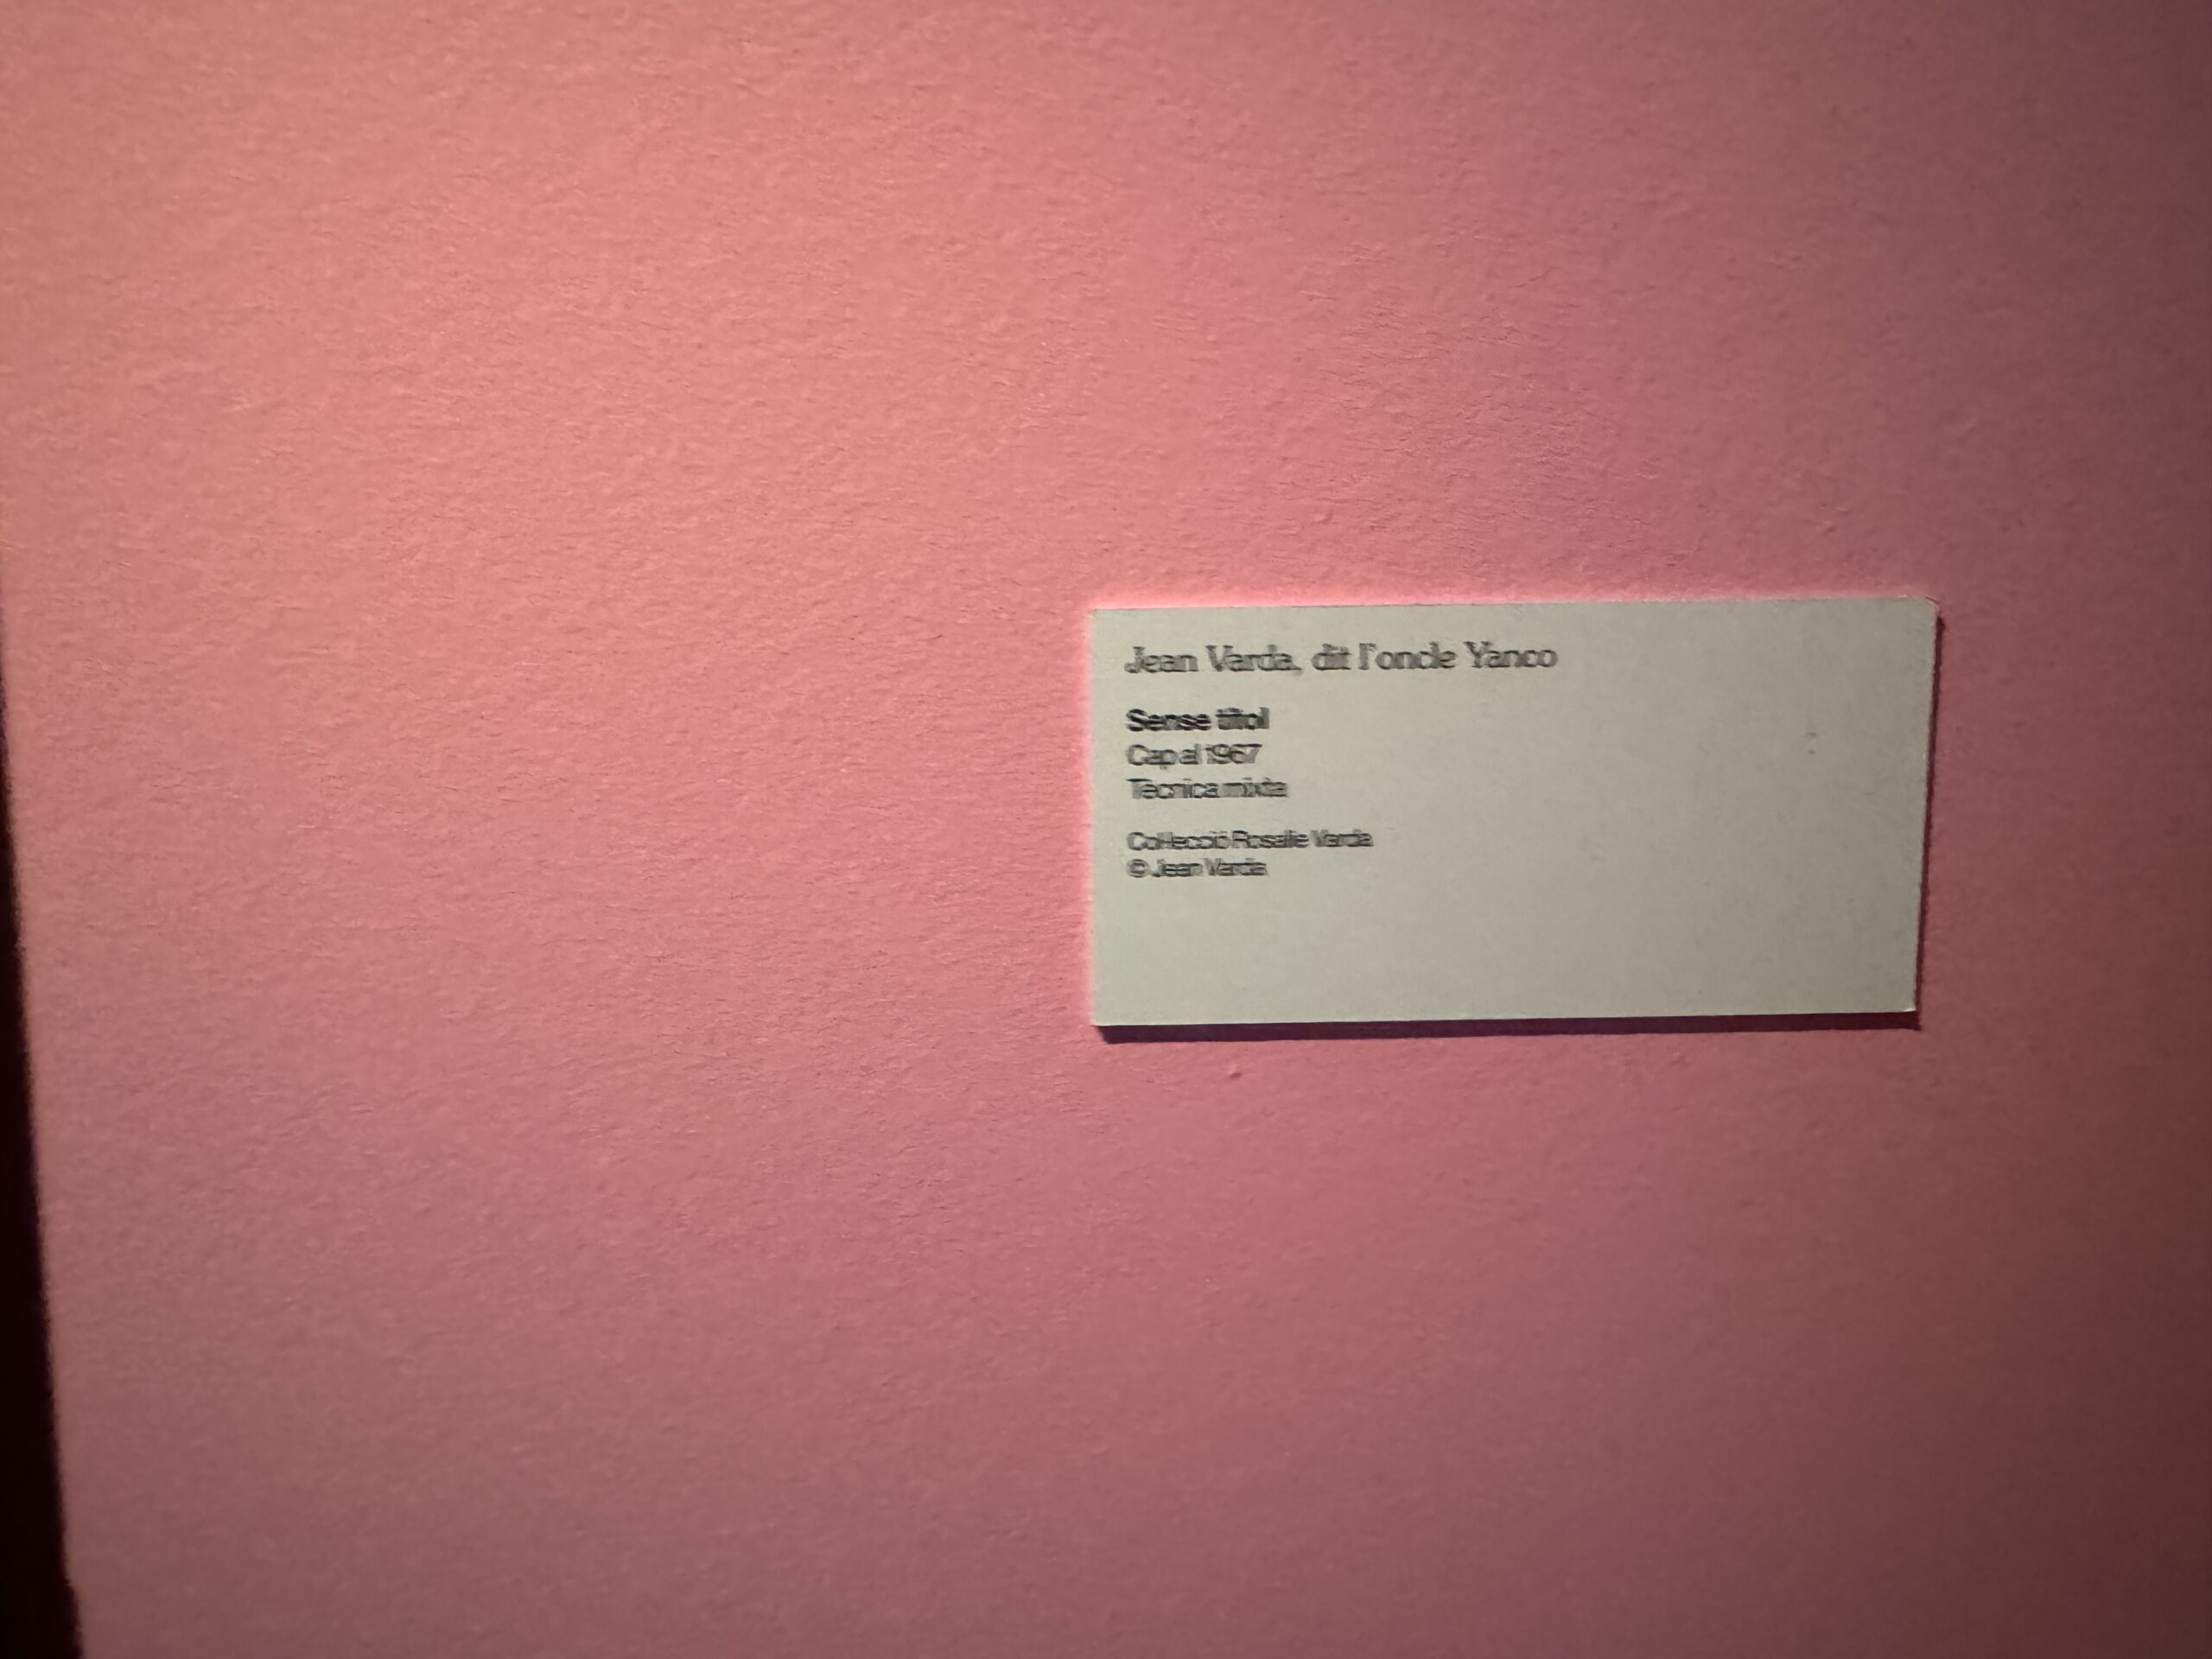 Jean Varda, dit l'oncle Yanco
Sense títol
Cap al 1967
Tècnica mixta
Col·lecció Rosalie Varda
© Jean Varda